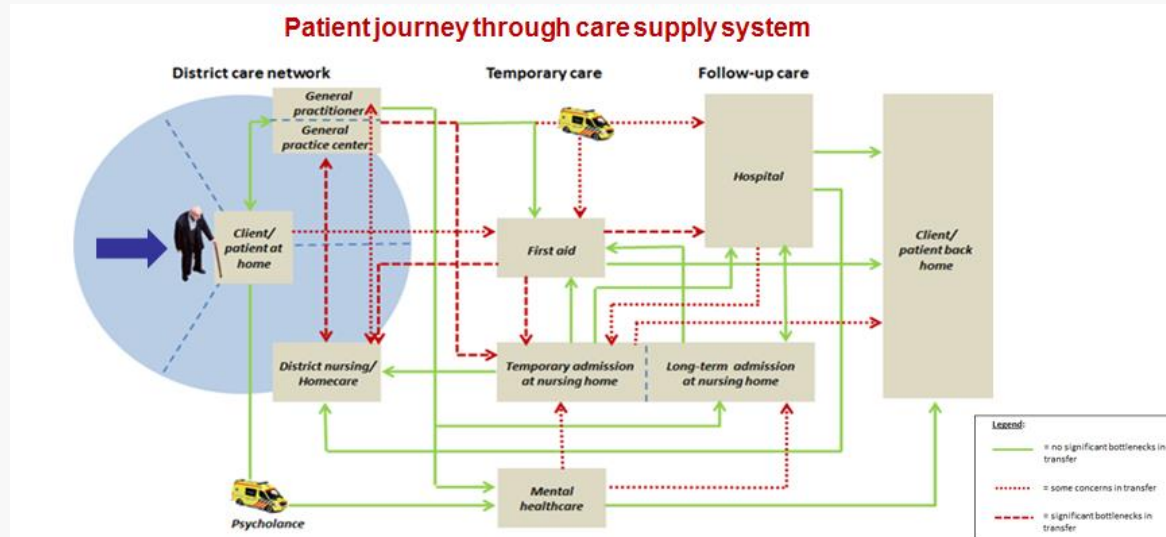 Patient journey through care supply system
District care network
Temporary care
Follow-up care
General
practitioner
General
practice center
Hospital
Client/
patient at
home
First aid
Client/
patient back
home
District nursing/
Homecare
Temporary admission
at nursing home
Long-term admission
at nursing home
Mental
healthcare
Psycholance
Legend:
= no significant bottlenecks in
transfer
= some concerns in transfer
= significant bottlenecks in
transfer